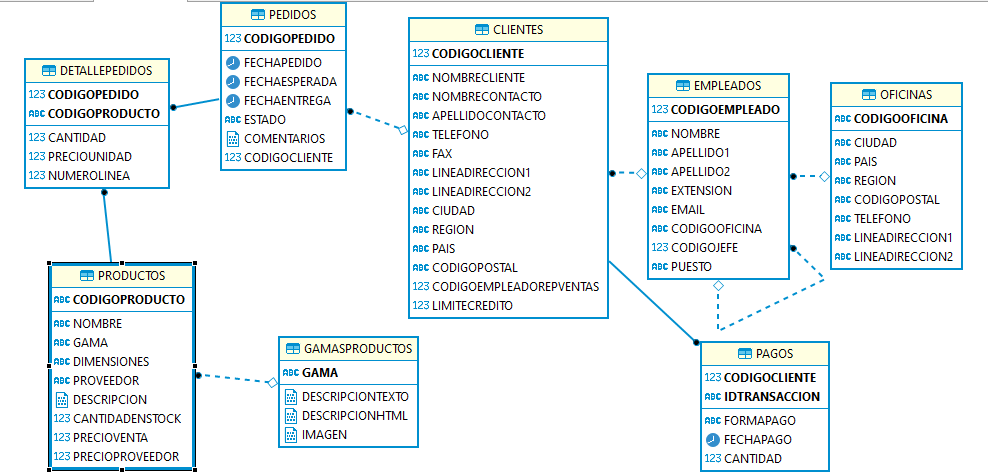 PEDIDOS
123 CODIGOPEDIDO
FECHAPEDIDO
FECHAESPERADA
FECHAENTREGA
ABC ESTADO
COMENTARIOS
123 CODIGOCLIENTE
CLIENTES
123 CODIGOCLIENTE
ABC NOMBRECLIENTE
ABC NOMBRECONTACTO
ABC APELLIDOCONTACTO
ABC TELEFONO
ABC FAX
ABC LINEADIRECCION1
ABC LINEADIRECCION2
ABC CIUDAD
ABC REGION
ABC PAIS
ABC CODIGOPOSTAL
123 CODIGOEMPLEADOREPVENTAS
123 LIMITECREDITO
DETALLEPEDIDOS
123 CODIGOPEDIDO
ABC CODIGOPRODUCTO
123 CANTIDAD
123 PRECIOUNIDAD
123 NUMEROLINEA
EMPLEADOS
123 CODIGOEMPLEADO
ABC NOMBRE
ABC APELLIDO1
ABC APELLIDO2
ABC EXTENSION
ABC EMAIL
ABC CODIGOOFICINA
123 CODIGOJEFE
ABC PUESTO
OFICINAS
ABC CODIGOOFICINA
ABC CIUDAD
ABC PAIS
ABC REGION
ABC CODIGOPOSTAL
ABC TELEFONO
ABC LINEADIRECCION1
ABC LINEADIRECCION2
PRODUCTOS
ABC CODIGOPRODUCTO
ABC NOMBRE
ABC GAMA
ABC DIMENSIONES
ABC PROVEEDOR
DESCRIPCION
123 CANTIDADENSTOCK
123 PRECIOVENTA
123 PRECIOPROVEEDOR
GAMASPRODUCTOS
ABC GAMA
DESCRIPCIONTEXTO
DESCRIPCIONHTML
IMAGEN
PAGOS
123 CODIGOCLIENTE
ABC IDTRANSACCION
ABC FORMAPAGO
FECHAPAGO
123 CANTIDAD